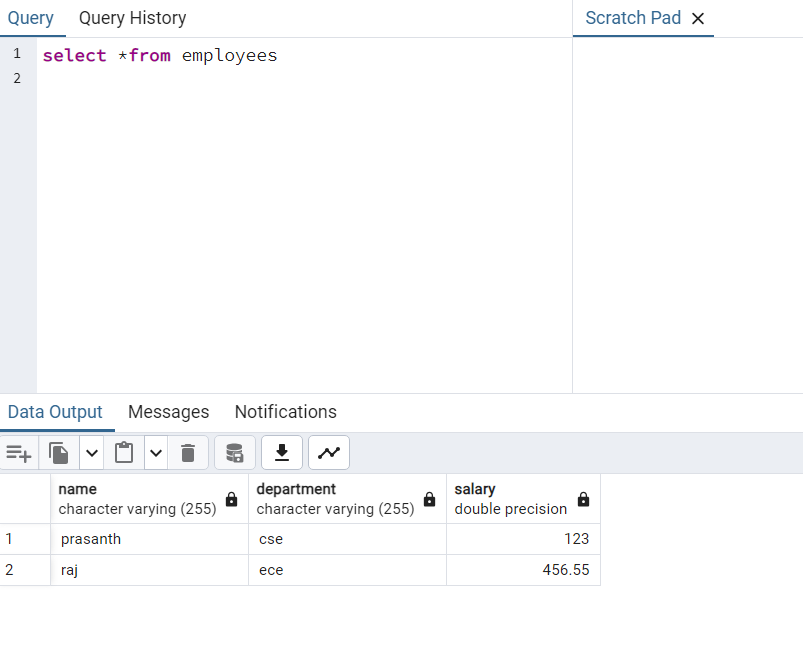 Query Query History Scratch Pad
1 select *from employees
2
Data Output Messages Notifications
name department salary
character varying (255) character varying (255) double precision
1 prasanth cse 123
2 raj ece 456.55